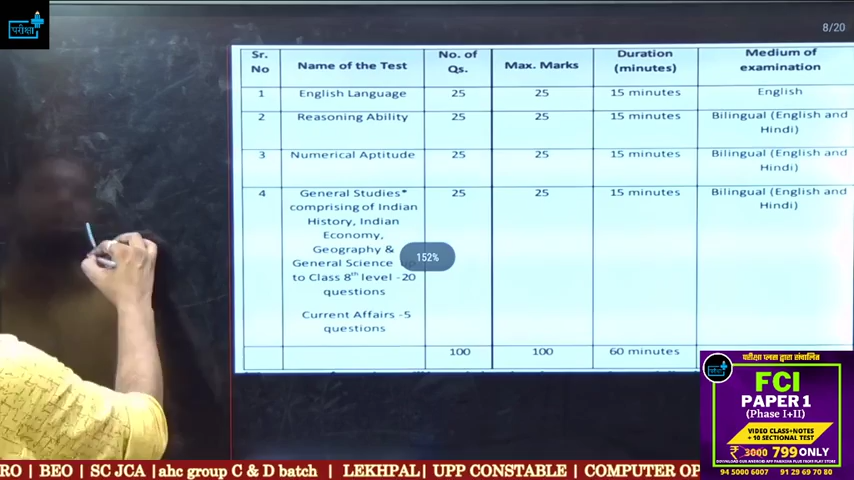 परीक्षा
8/20
Sr. No | Name of the Test | No. of Qs. | Max. Marks | Duration (minutes) | Medium of examination
1 | English Language | 25 | 25 | 15 minutes | English
2 | Reasoning Ability | 25 | 25 | 15 minutes | Bilingual (English and Hindi)
3 | Numerical Aptitude | 25 | 25 | 15 minutes | Bilingual (English and Hindi)
4 | General Studies* | 25 | 25 | 15 minutes | Bilingual (English and Hindi)
comprising of Indian
History, Indian
Economy,
Geography &
General Science
to Class 8th level -20
questions
Current Affairs -5
questions
152%
100 | 100 | 60 minutes
परीक्षा प्लस द्वारा संचालित
FCI
PAPER 1
(Phase I+II)
VIDEO CLASS+NOTES
+ 10 SECTIONAL TEST
₹ 3000 799 ONLY
94 5000 6007 91 29 69 70 80
RO | BEO | SC JCA |ahc group C & D batch | LEKHPAL| UPP CONSTABLE | COMPUTER OP